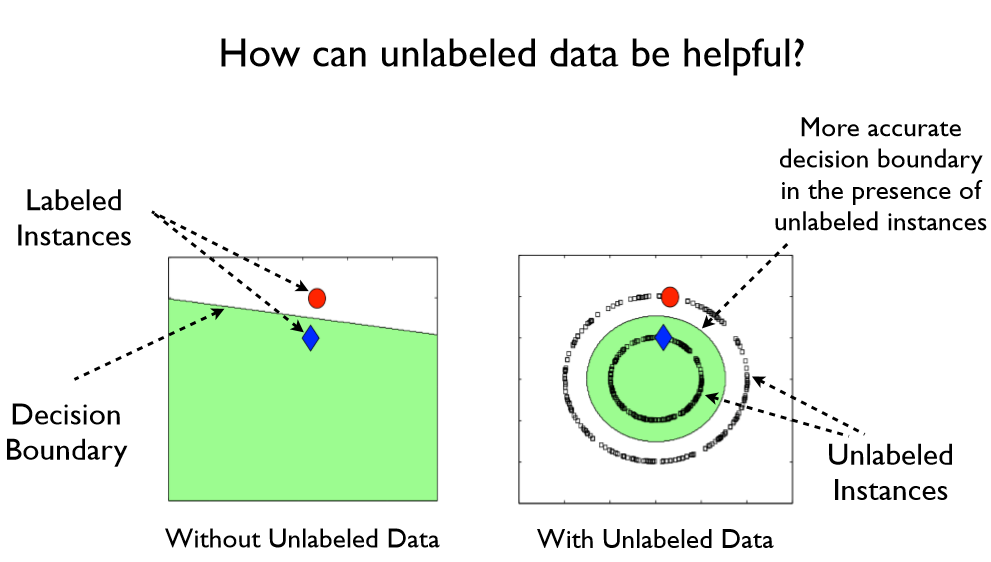 How can unlabeled data be helpful?
More accurate
decision boundary
in the presence of
unlabeled instances
Labeled
Instances
Decision
Boundary
Unlabeled
Instances
Without Unlabeled Data
With Unlabeled Data